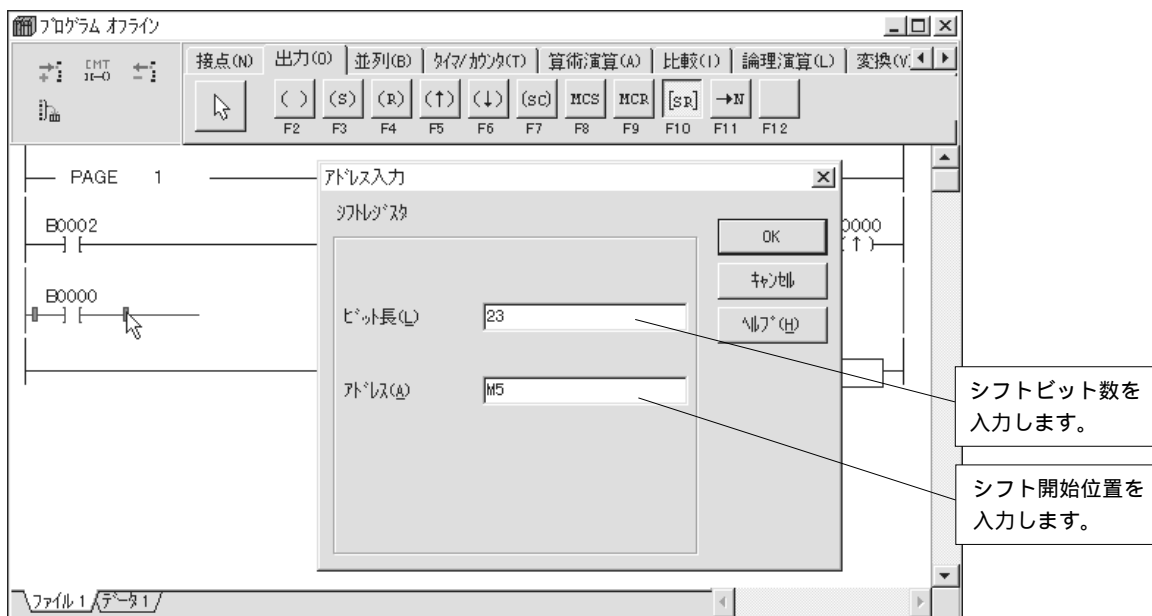 プログラム オフライン
接点(N) 出力(O) 並列(B) タイマ/カウンタ(T) 算術演算(A) 比較(I) 論理演算(L) 変換(V
CMT
( ) (S) (R) (↑) (↓) (SC) MCS MCR [SR] →N
F2 F3 F4 F5 F6 F7 F8 F9 F10 F11 F12
PAGE 1
B0002
0000
(↑)
B0000
アドレス入力
シフトレジスタ
ビット長(L) 23
アドレス(A) M5
OK
キャンセル
ヘルプ(H)
シフトビット数を
入力します。
シフト開始位置を
入力します。
ファイル 1 データ 1